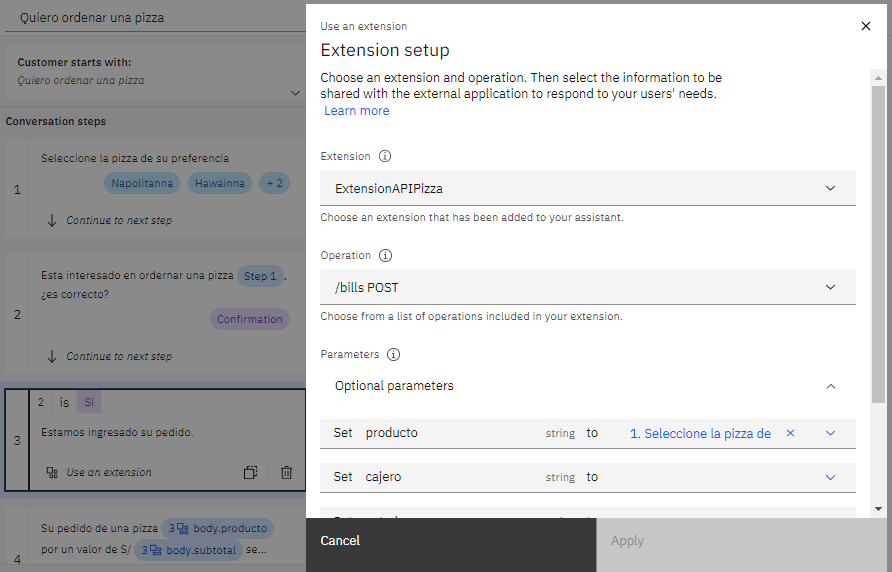 Quiero ordenar una pizza
Customer starts with:
Quiero ordenar una pizza
Conversation steps
1
Seleccione la pizza de su preferencia
Napolitanna Hawainna + 2
Continue to next step
2
Esta interesado en ordernar una pizza Step 1 .
¿es correcto?
Confirmation
Continue to next step
3
2 is Sí
Estamos ingresado su pedido.
Use an extension
4
Su pedido de una pizza 3 body.producto
por un valor de S/ 3 body.subtotal se...
Use an extension
Extension setup
Choose an extension and operation. Then select the information to be
shared with the external application to respond to your users' needs.
Learn more
Extension
ExtensionAPIPizza
Choose an extension that has been added to your assistant.
Operation
/bills POST
Choose from a list of operations included in your extension.
Parameters
Optional parameters
Set producto string to 1. Seleccione la pizza de
Set cajero string to
Cancel
Apply